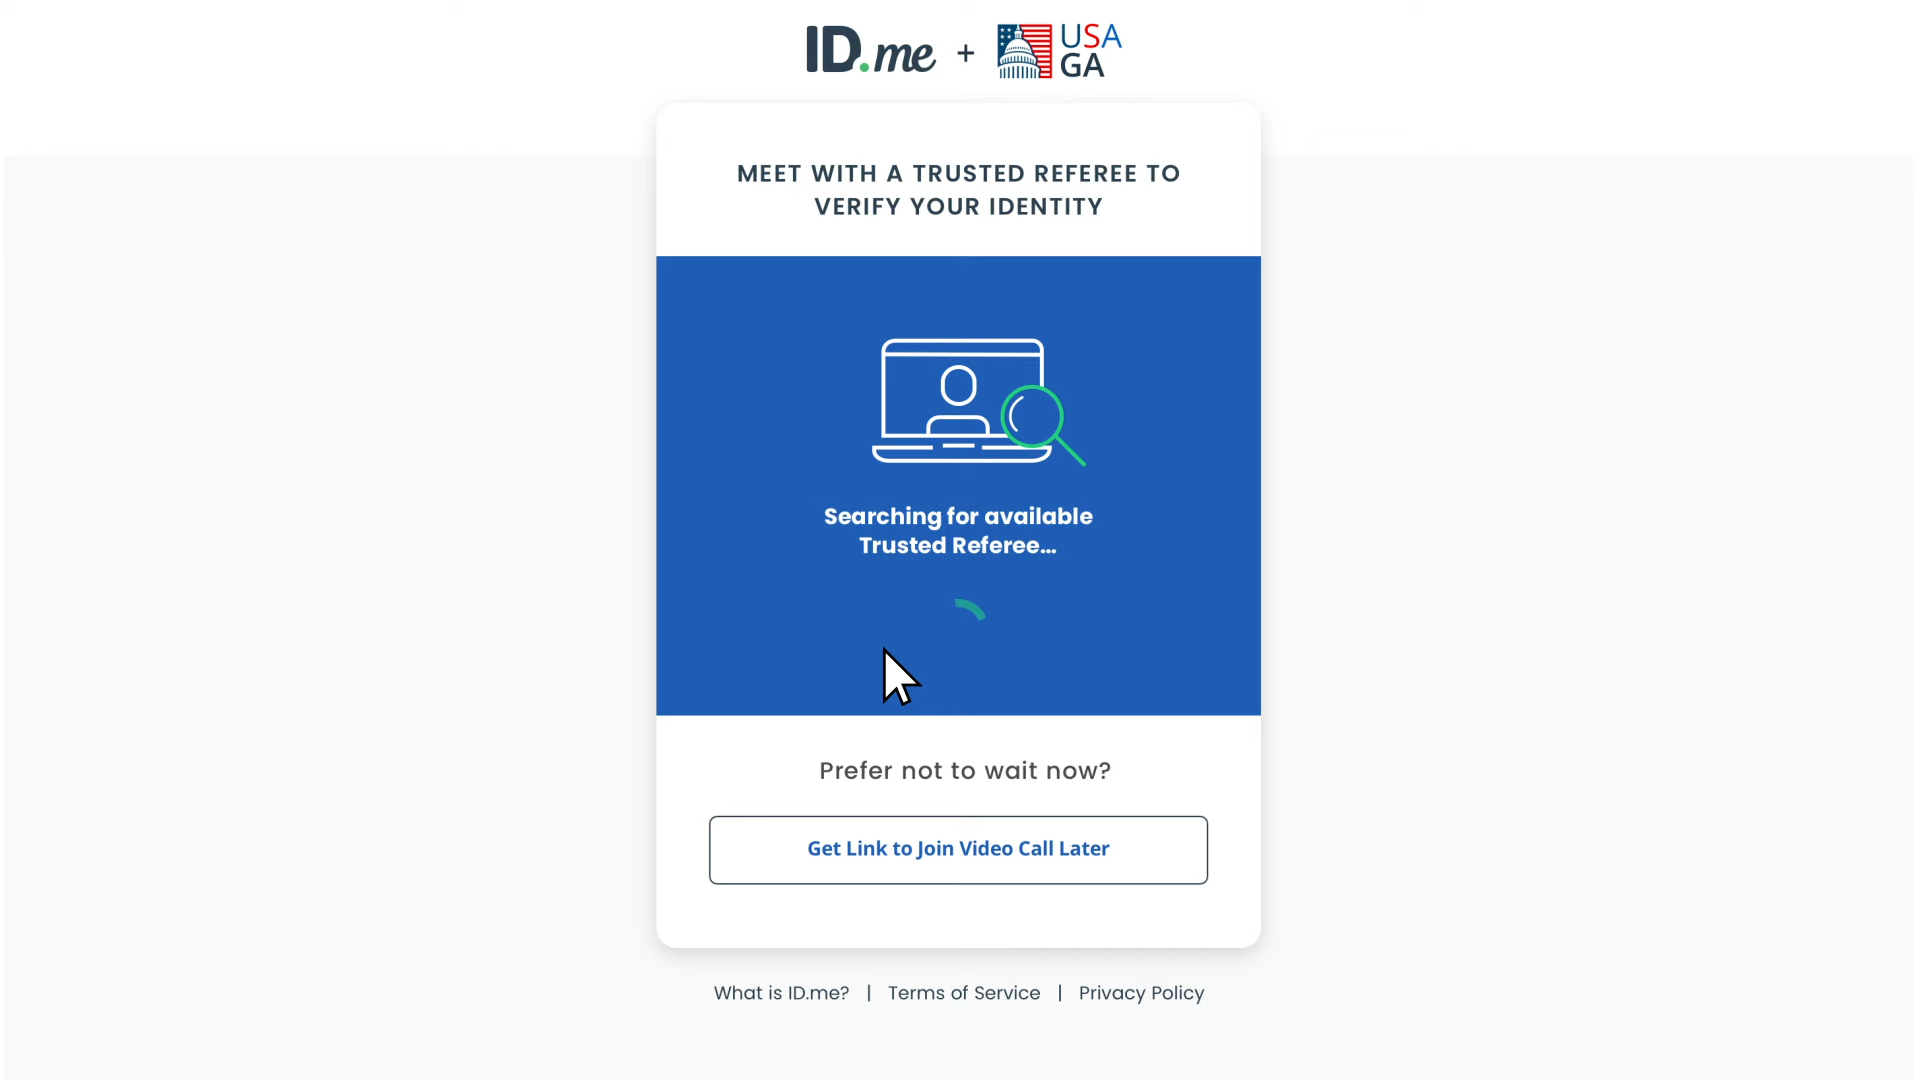 ID.me + USA
GA
MEET WITH A TRUSTED REFEREE TO
VERIFY YOUR IDENTITY
Searching for available
Trusted Referee...
Prefer not to wait now?
Get Link to Join Video Call Later
What is ID.me? | Terms of Service | Privacy Policy